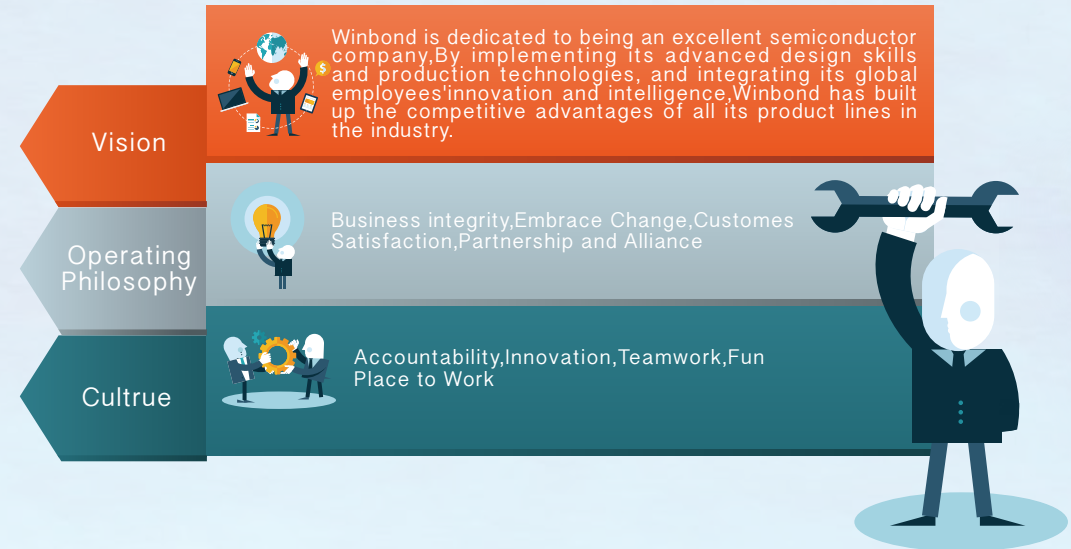 Vision
Winbond is dedicated to being an excellent semiconductor
company,By implementing its advanced design skills
and production technologies, and integrating its global
employees'innovation and intelligence,Winbond has built
up the competitive advantages of all its product lines in
the industry.
Operating
Philosophy
Business integrity,Embrace Change,Customes
Satisfaction,Partnership and Alliance
Cultrue
Accountability,Innovation,Teamwork,Fun
Place to Work
$